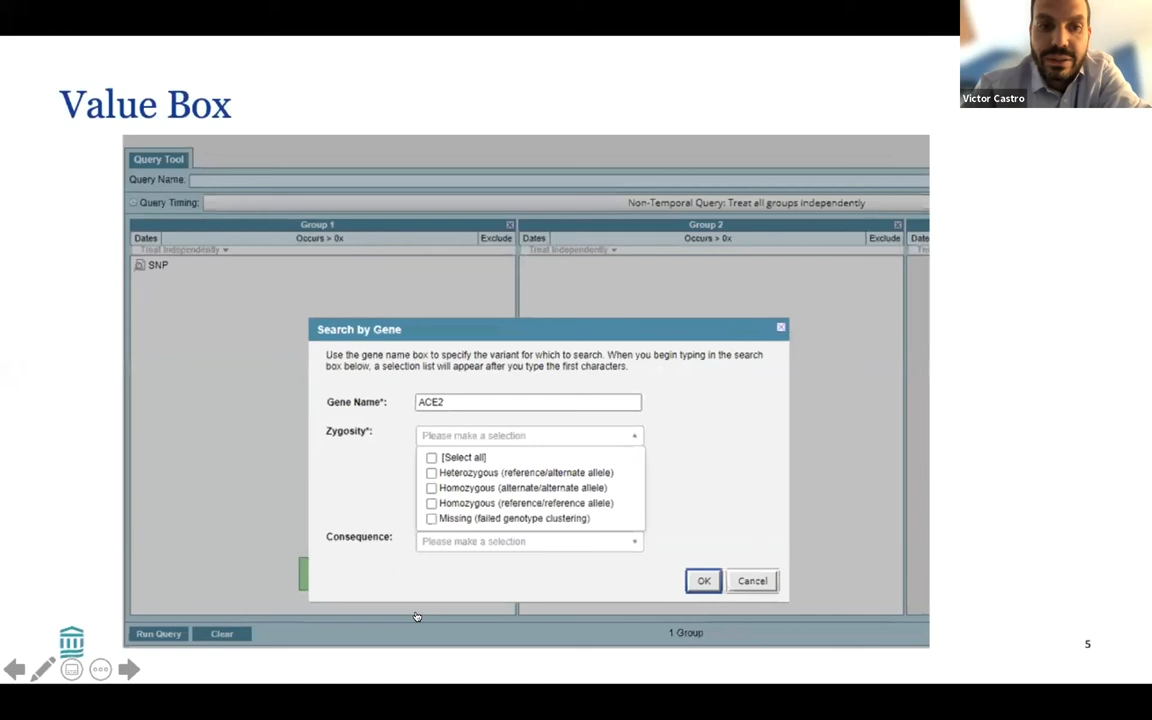 Victor Castro
Value Box
Query Tool
Query Name:
Query Timing:
Non-Temporal Query: Treat all groups independently
Group 1
Group 2
Dates
Occurs > 0x
Exclude
Dates
Occurs > 0x
Exclude
Date
Treat Independently
Treat Independently
SNP
Search by Gene
Use the gene name box to specify the variant for which to search. When you begin typing in the search
box below, a selection list will appear after you type the first characters.
Gene Name*:
ACE2
Zygosity*:
Please make a selection
[Select all]
Heterozygous (reference/alternate allele)
Homozygous (alternate/alternate allele)
Homozygous (reference/reference allele)
Missing (failed genotype clustering)
Consequence:
Please make a selection
OK
Cancel
Run Query
Clear
1 Group
5